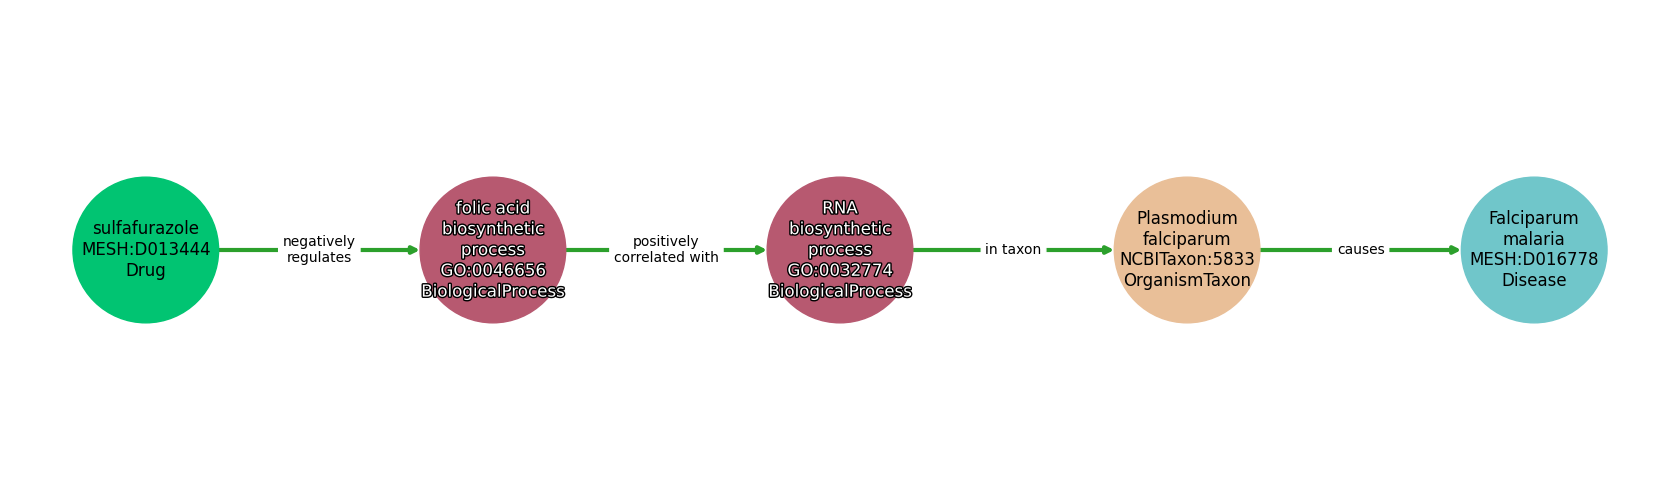 sulfafurazole
MESH:D013444
Drug
negatively
regulates
folic acid
biosynthetic
process
GO:0046656
BiologicalProcess
positively
correlated with
RNA
biosynthetic
process
GO:0032774
BiologicalProcess
in taxon
Plasmodium
falciparum
NCBITaxon:5833
OrganismTaxon
causes
Falciparum
malaria
MESH:D016778
Disease